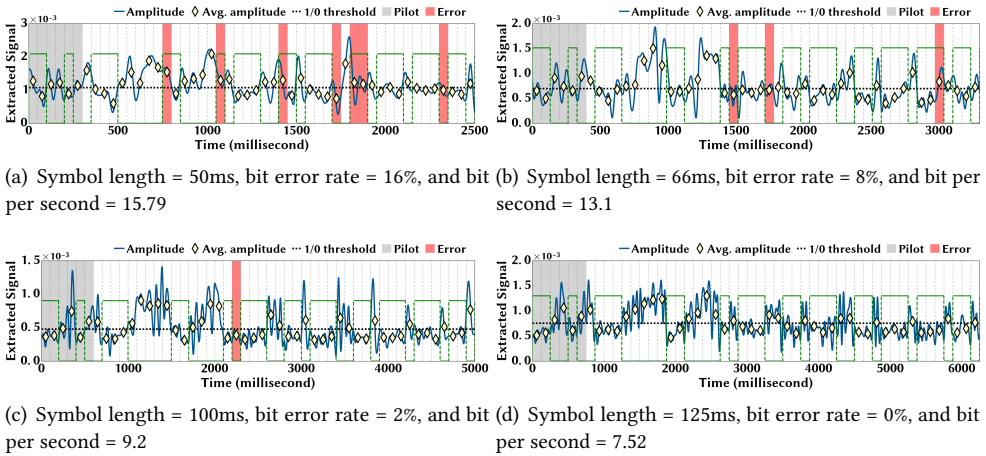 Amplitude Avg. amplitude 1/0 threshold Pilot Error
×10⁻³
Extracted Signal
3
2
1
0
0 500 1000 1500 2000 2500
Time (millisecond)
(a) Symbol length = 50ms, bit error rate = 16%, and bit
per second = 15.79
Amplitude Avg. amplitude 1/0 threshold Pilot Error
×10⁻³
Extracted Signal
2.0
1.5
1.0
0.5
0.0
0 500 1000 1500 2000 2500 3000
Time (millisecond)
(b) Symbol length = 66ms, bit error rate = 8%, and bit per
second = 13.1
Amplitude Avg. amplitude 1/0 threshold Pilot Error
×10⁻³
Extracted Signal
1.5
1.0
0.5
0.0
0 1000 2000 3000 4000 5000
Time (millisecond)
(c) Symbol length = 100ms, bit error rate = 2%, and bit
per second = 9.2
Amplitude Avg. amplitude 1/0 threshold Pilot Error
×10⁻³
Extracted Signal
2.0
1.5
1.0
0.5
0.0
0 1000 2000 3000 4000 5000 6000
Time (millisecond)
(d) Symbol length = 125ms, bit error rate = 0%, and bit
per second = 7.52